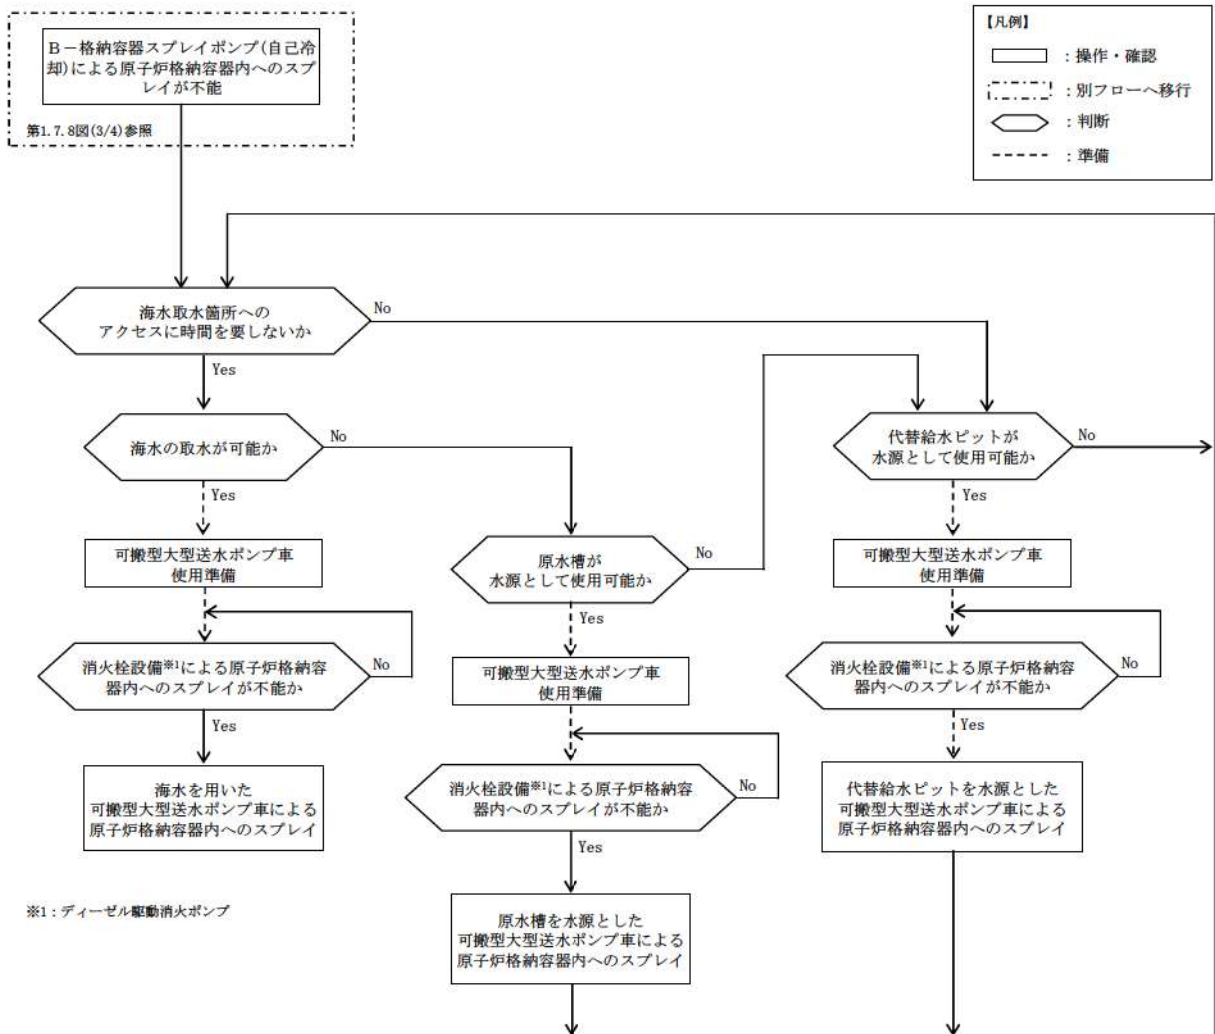 B－格納容器スプレイポンプ(自己冷
却)による原子炉格納容器内へのスプ
レイが不能
第1.7.8図(3/4)参照
【凡例】
：操作・確認
：別フローへ移行
：判断
：準備
海水取水箇所への
アクセスに時間を要しないか
No
Yes
海水の取水が可能か
No
Yes
代替給水ピットが
水源として使用可能か
No
Yes
可搬型大型送水ポンプ車
使用準備
原水槽が
水源として使用可能か
No
Yes
可搬型大型送水ポンプ車
使用準備
消火栓設備※1による原子炉格納容
器内へのスプレイが不能か
No
Yes
可搬型大型送水ポンプ車
使用準備
消火栓設備※1による原子炉格納容
器内へのスプレイが不能か
No
Yes
海水を用いた
可搬型大型送水ポンプ車による
原子炉格納容器内へのスプレイ
消火栓設備※1による原子炉格納容
器内へのスプレイが不能か
No
Yes
代替給水ピットを水源とした
可搬型大型送水ポンプ車による
原子炉格納容器内へのスプレイ
※1：ディーゼル駆動消火ポンプ
原水槽を水源とした
可搬型大型送水ポンプ車による
原子炉格納容器内へのスプレイ